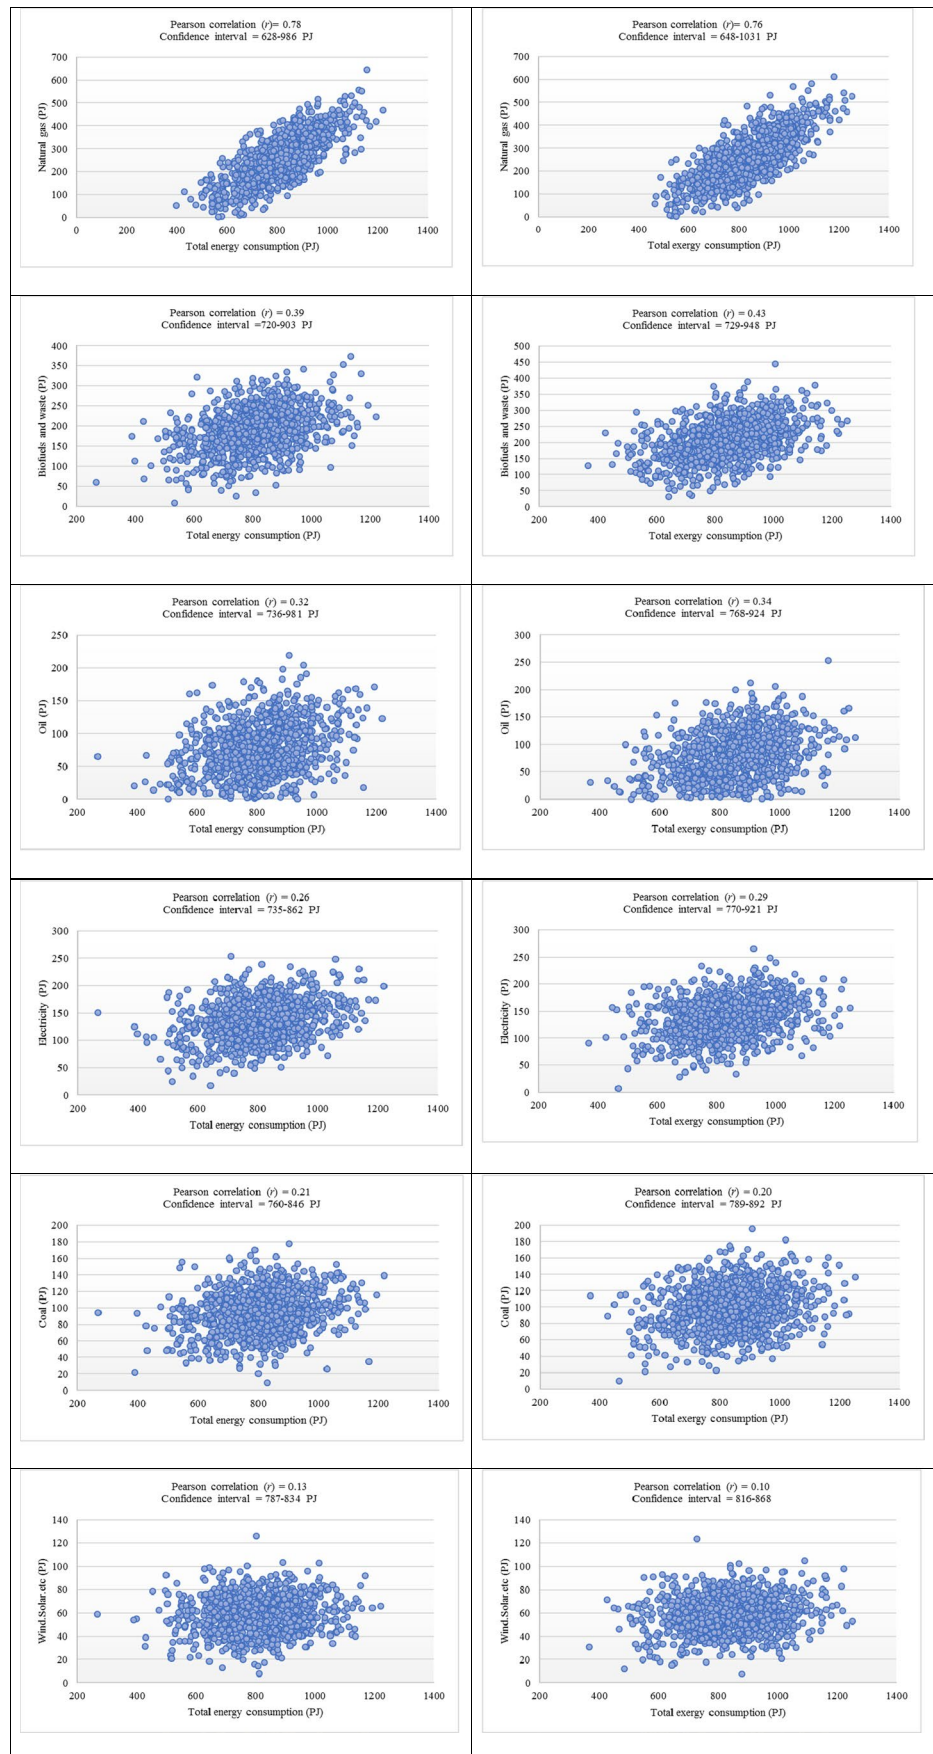 Pearson correlation (r)= 0.78
Confidence interval = 628-986 PJ
700
600
500
400
300
200
100
0
Natural gas (PJ)
0 200 400 600 800 1000 1200 1400
Total energy consumption (PJ)
Pearson correlation (r)= 0.76
Confidence interval = 648-1031 PJ
700
600
500
400
300
200
100
0
Natural gas (PJ)
0 200 400 600 800 1000 1200 1400
Total exergy consumption (PJ)
Pearson correlation (r) = 0.39
Confidence interval =720-903 PJ
400
350
300
250
200
150
100
50
0
Biofuels and waste (PJ)
200 400 600 800 1000 1200 1400
Total energy consumption (PJ)
Pearson correlation (r) = 0.43
Confidence interval = 729-948 PJ
500
450
400
350
300
250
200
150
100
50
0
Biofuels and waste (PJ)
200 400 600 800 1000 1200 1400
Total exergy consumption (PJ)
Pearson correlation (r) = 0.32
Confidence interval = 736-981 PJ
250
200
150
100
50
0
Oil (PJ)
200 400 600 800 1000 1200 1400
Total energy consumption (PJ)
Pearson correlation (r) = 0.34
Confidence interval = 768-924 PJ
300
250
200
150
100
50
0
Oil (PJ)
200 400 600 800 1000 1200 1400
Total exergy consumption (PJ)
Pearson correlation (r) = 0.26
Confidence interval = 735-862 PJ
300
250
200
150
100
50
0
Electricity (PJ)
200 400 600 800 1000 1200 1400
Total energy consumption (PJ)
Pearson correlation (r) = 0.29
Confidence interval = 770-921 PJ
300
250
200
150
100
50
0
Electricity (PJ)
200 400 600 800 1000 1200 1400
Total exergy consumption (PJ)
Pearson correlation (r) = 0.21
Confidence interval = 760-846 PJ
200
180
160
140
120
100
80
60
40
20
0
Coal (PJ)
200 400 600 800 1000 1200 1400
Total energy consumption (PJ)
Pearson correlation (r) = 0.20
Confidence interval = 789-892 PJ
200
180
160
140
120
100
80
60
40
20
0
Coal (PJ)
200 400 600 800 1000 1200 1400
Total exergy consumption (PJ)
Pearson correlation (r) = 0.13
Confidence interval = 787-834 PJ
140
120
100
80
60
40
20
0
Wind.Solar.etc (PJ)
200 400 600 800 1000 1200 1400
Total energy consumption (PJ)
Pearson correlation (r) = 0.10
Confidence interval = 816-868
140
120
100
80
60
40
20
0
Wind.Solar.etc (PJ)
200 400 600 800 1000 1200 1400
Total exergy consumption (PJ)